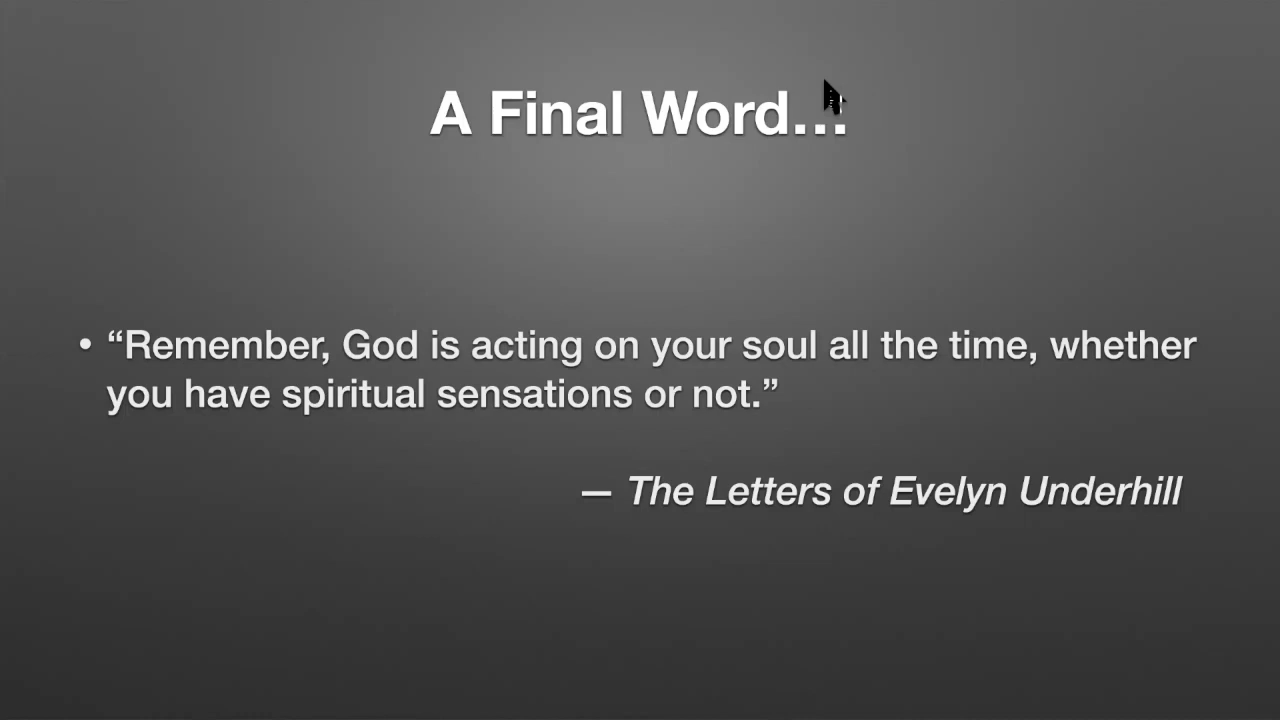 A Final Word...
• “Remember, God is acting on your soul all the time, whether
you have spiritual sensations or not.”
— The Letters of Evelyn Underhill